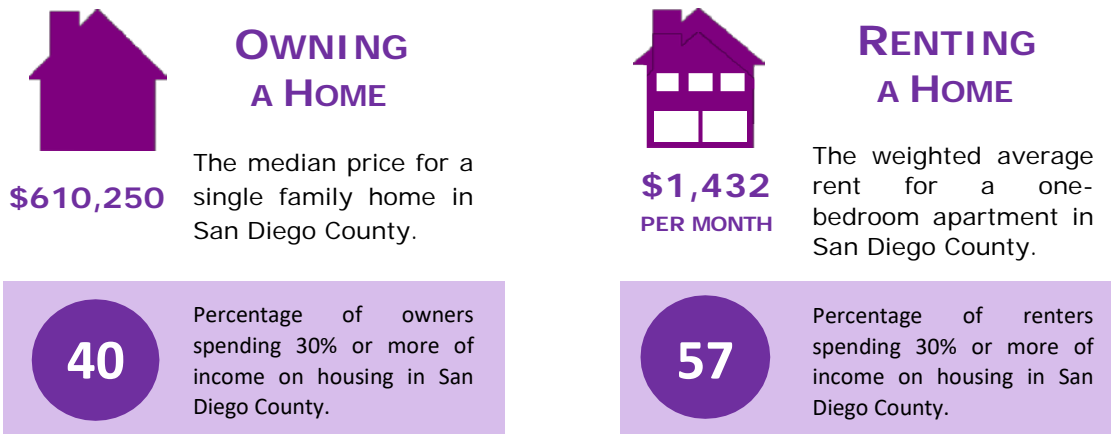 OWNING
A HOME
$610,250
The median price for a
single family home in
San Diego County.
40
Percentage of owners
spending 30% or more of
income on housing in San
Diego County.
RENTING
A HOME
$1,432
PER MONTH
The weighted average
rent for a one-
bedroom apartment in
San Diego County.
57
Percentage of renters
spending 30% or more of
income on housing in San
Diego County.